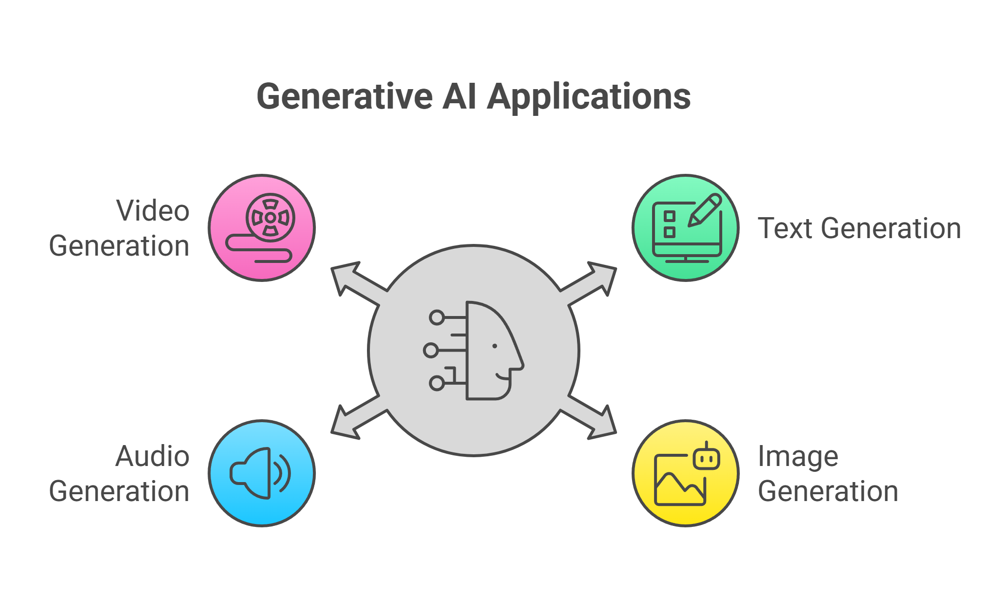 Generative AI Applications
Video
Generation
Text Generation
Audio
Generation
Image
Generation